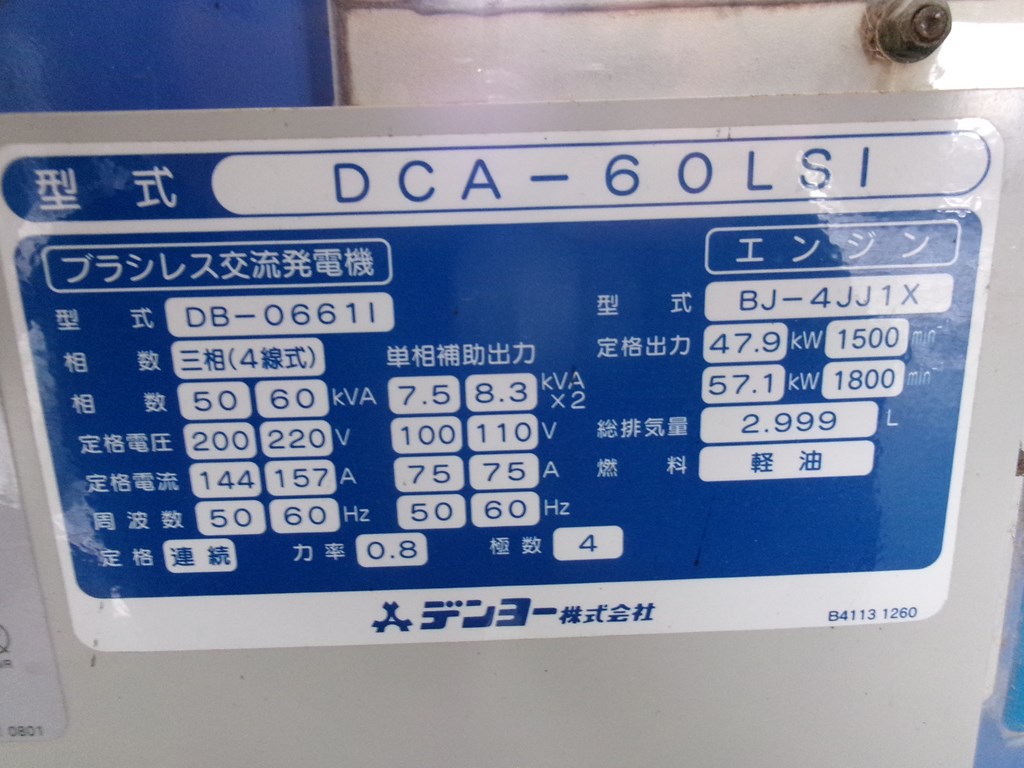 型 式 DCA-60LSI
ブラシレス交流発電機
型 式 DB-0661I
相 数 三相(4線式) 単相補助出力
相 数 50 60 kVA 7.5 8.3 kVA ×2
定格電圧 200 220 V 100 110 V
定格電流 144 157 A 75 75 A
周波数 50 60 Hz 50 60 Hz
定格 連続 力率 0.8 極数 4
エンジン
型 式 BJ-4JJ1X
定格出力 47.9 kW 1500 min⁻¹
57.1 kW 1800 min⁻¹
総排気量 2.999 L
燃 料 軽油
デンヨー株式会社
B4113 1260
0801